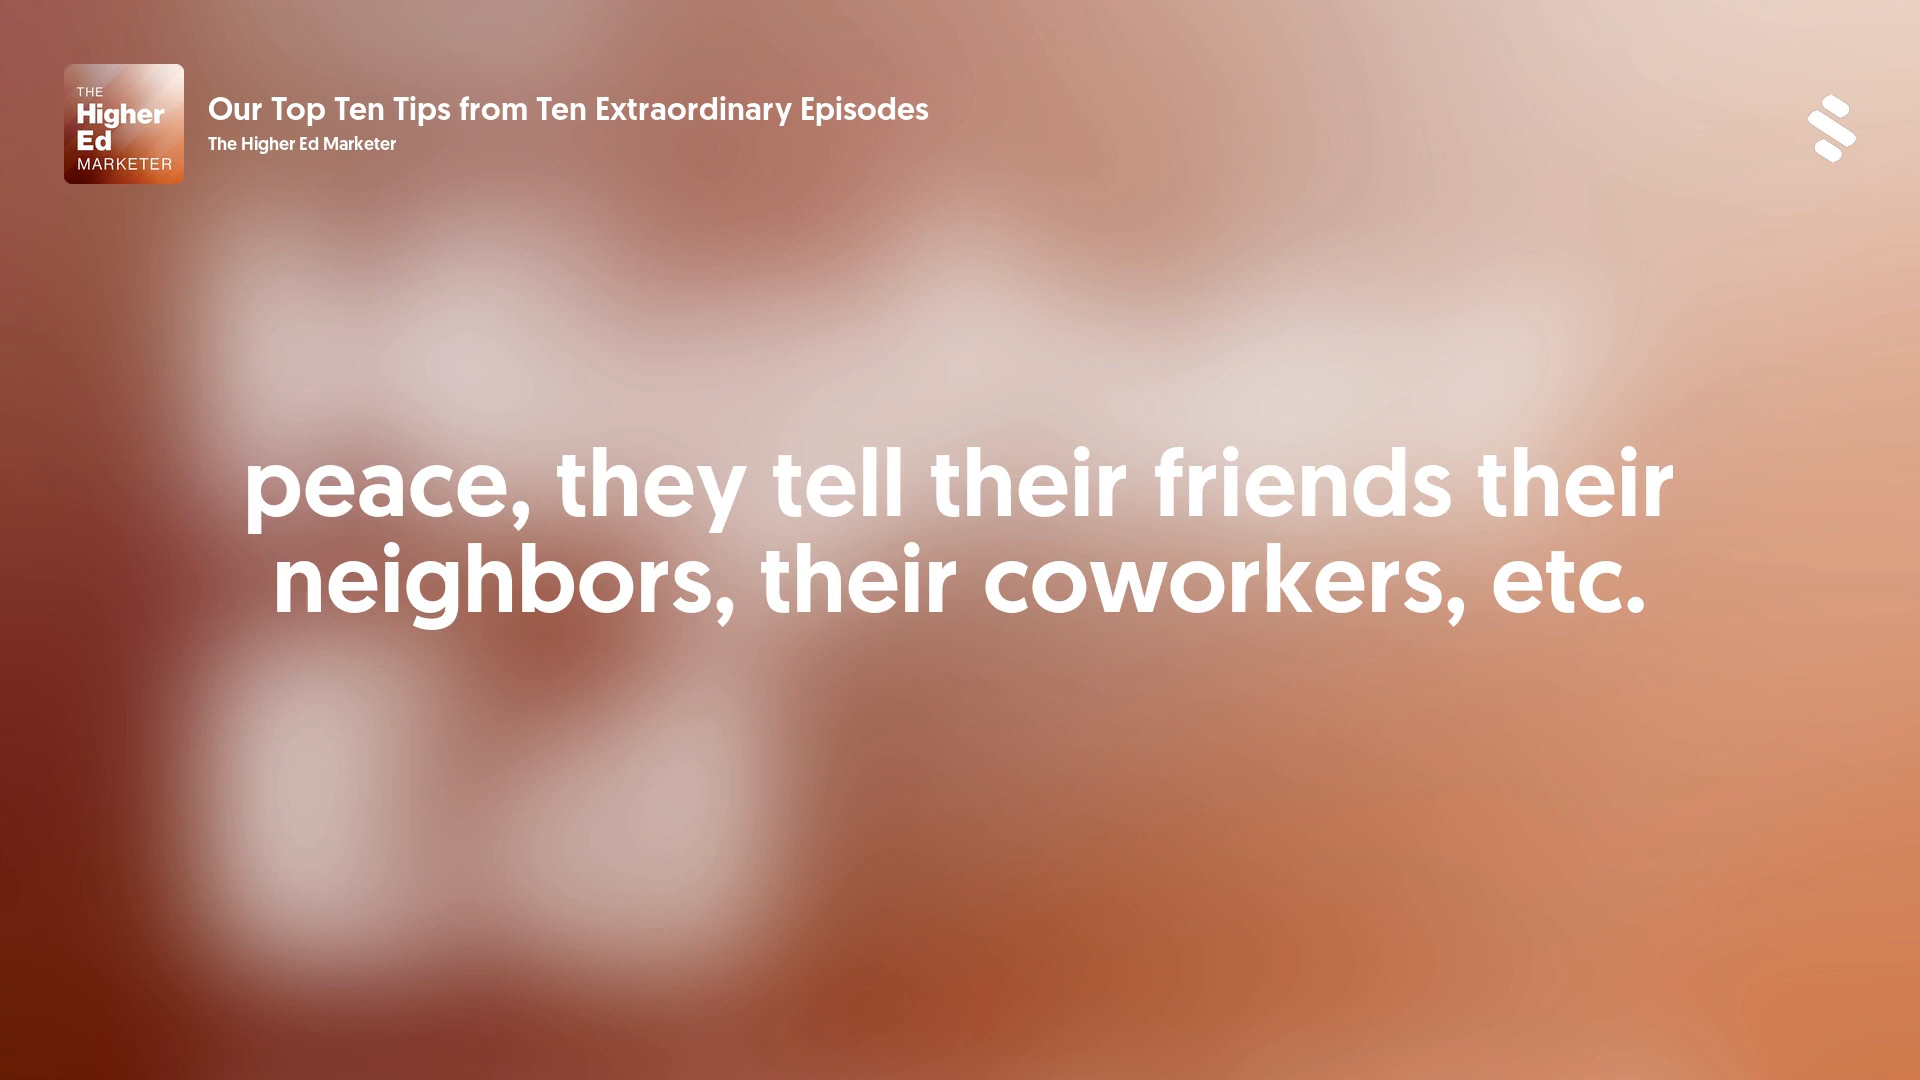 THE
Higher
Ed
MARKETER
Our Top Ten Tips from Ten Extraordinary Episodes
The Higher Ed Marketer
peace, they tell their friends their
neighbors, their coworkers, etc.